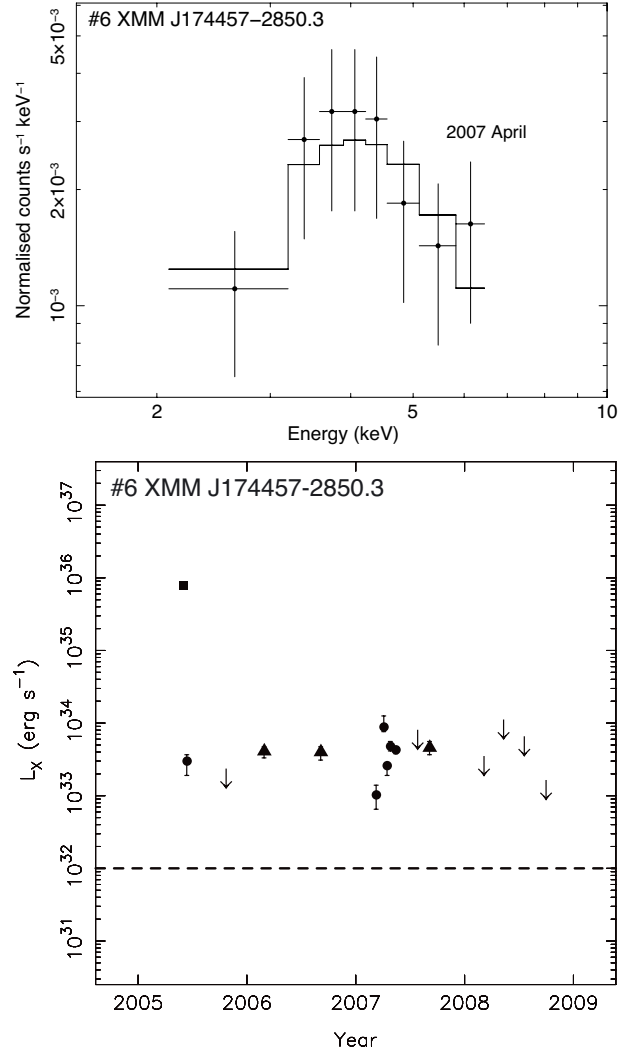 #6 XMM J174457−2850.3
Normalised counts s⁻¹ keV⁻¹
5×10⁻³
2×10⁻³
10⁻³
2007 April
2 5 10
Energy (keV)
#6 XMM J174457-2850.3
L_X (erg s⁻¹)
10³⁷
10³⁶
10³⁵
10³⁴
10³³
10³²
10³¹
2005 2006 2007 2008 2009
Year